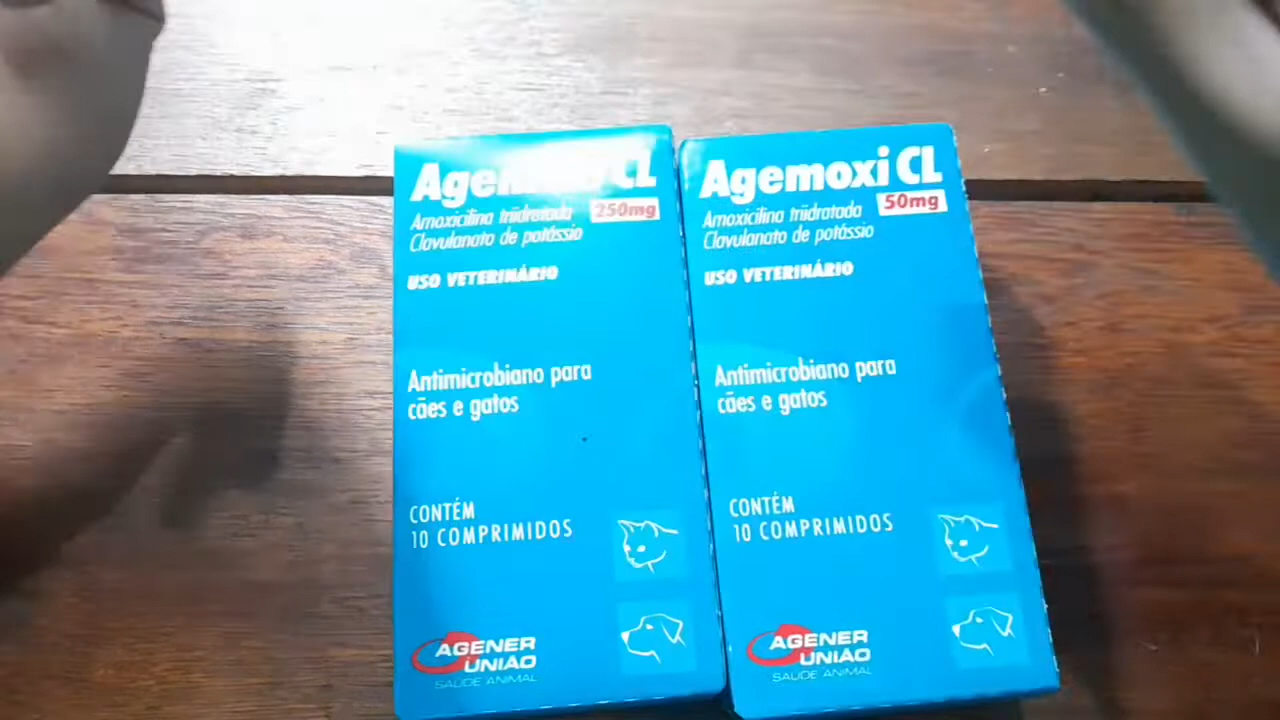 Agemoxi CL
250mg
Amoxicilina triidratada
Clavulanato de potássio
USO VETERINÁRIO
Antimicrobiano para
cães e gatos
CONTÉM
10 COMPRIMIDOS
AGENER
UNIÃO
SAÚDE ANIMAL
Agemoxi CL
50mg
Amoxicilina triidratada
Clavulanato de potássio
USO VETERINÁRIO
Antimicrobiano para
cães e gatos
CONTÉM
10 COMPRIMIDOS
AGENER
UNIÃO
SAÚDE ANIMAL